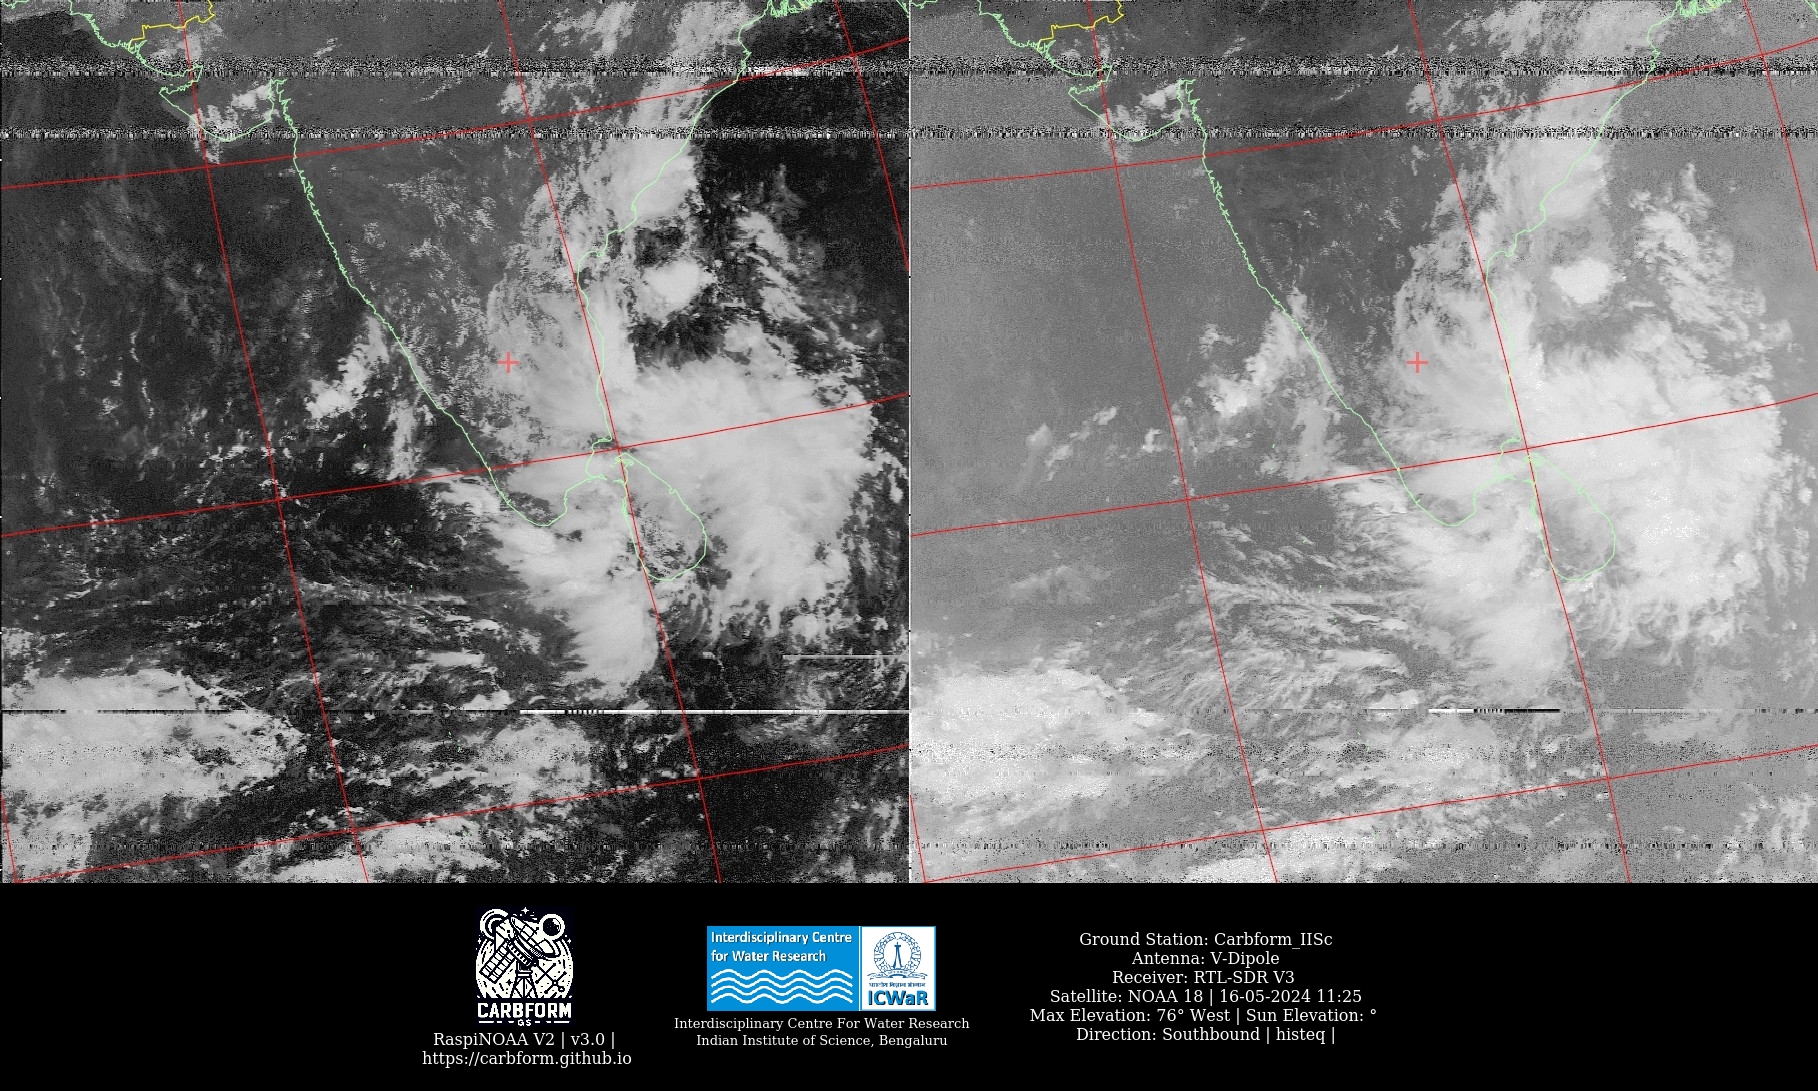 CARBFORM
GS
RaspiNOAA V2 | v3.0 |
https://carbform.github.io
Interdisciplinary Centre
for Water Research
ICWaR
Interdisciplinary Centre For Water Research
Indian Institute of Science, Bengaluru
Ground Station: Carbform_IISc
Antenna: V-Dipole
Receiver: RTL-SDR V3
Satellite: NOAA 18 | 16-05-2024 11:25
Max Elevation: 76° West | Sun Elevation: °
Direction: Southbound | histeq |